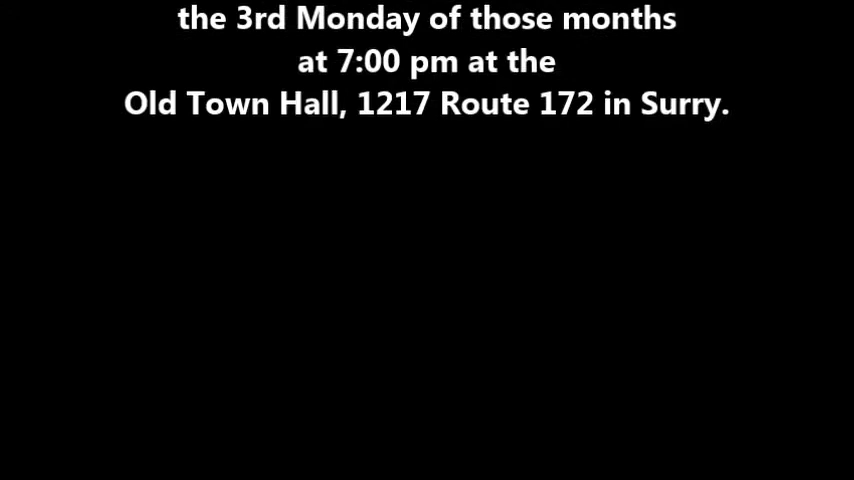 the 3rd Monday of those months
at 7:00 pm at the
Old Town Hall, 1217 Route 172 in Surry.